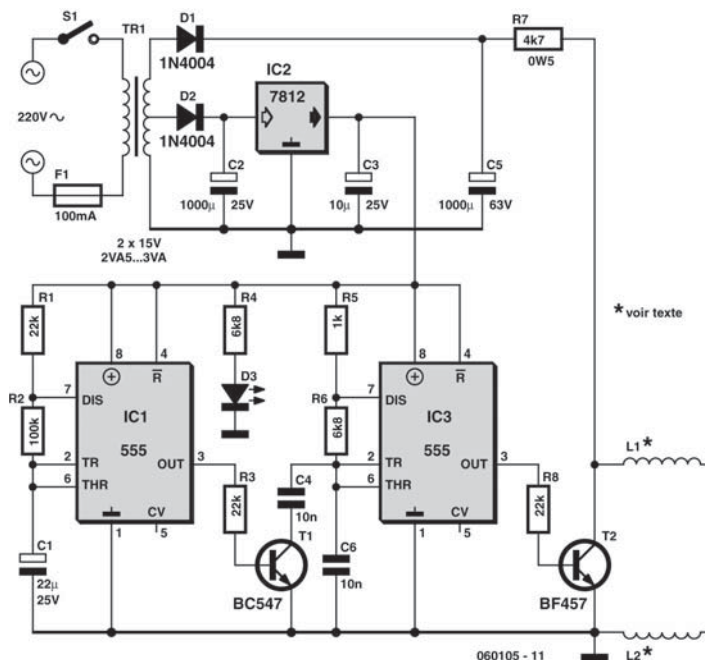 S1
TR1
D1
1N4004
R7
4k7
0W5
IC2
7812
D2
1N4004
220V~
C2
1000µ
25V
C3
10µ
25V
C5
1000µ
63V
F1
100mA
2 x 15V
2VA5...3VA
R1
22k
R4
6k8
R5
1k
* voir texte
8
4
R
D3
8
4
R
R2
100k
7
DIS
IC1
555
2
TR
6
THR
OUT
3
CV
1
5
R6
6k8
7
DIS
IC3
555
2
TR
6
THR
OUT
3
CV
1
5
L1*
R3
22k
C4
10n
R8
22k
C1
22µ
25V
T1
BC547
C6
10n
T2
BF457
060105 - 11
L2*